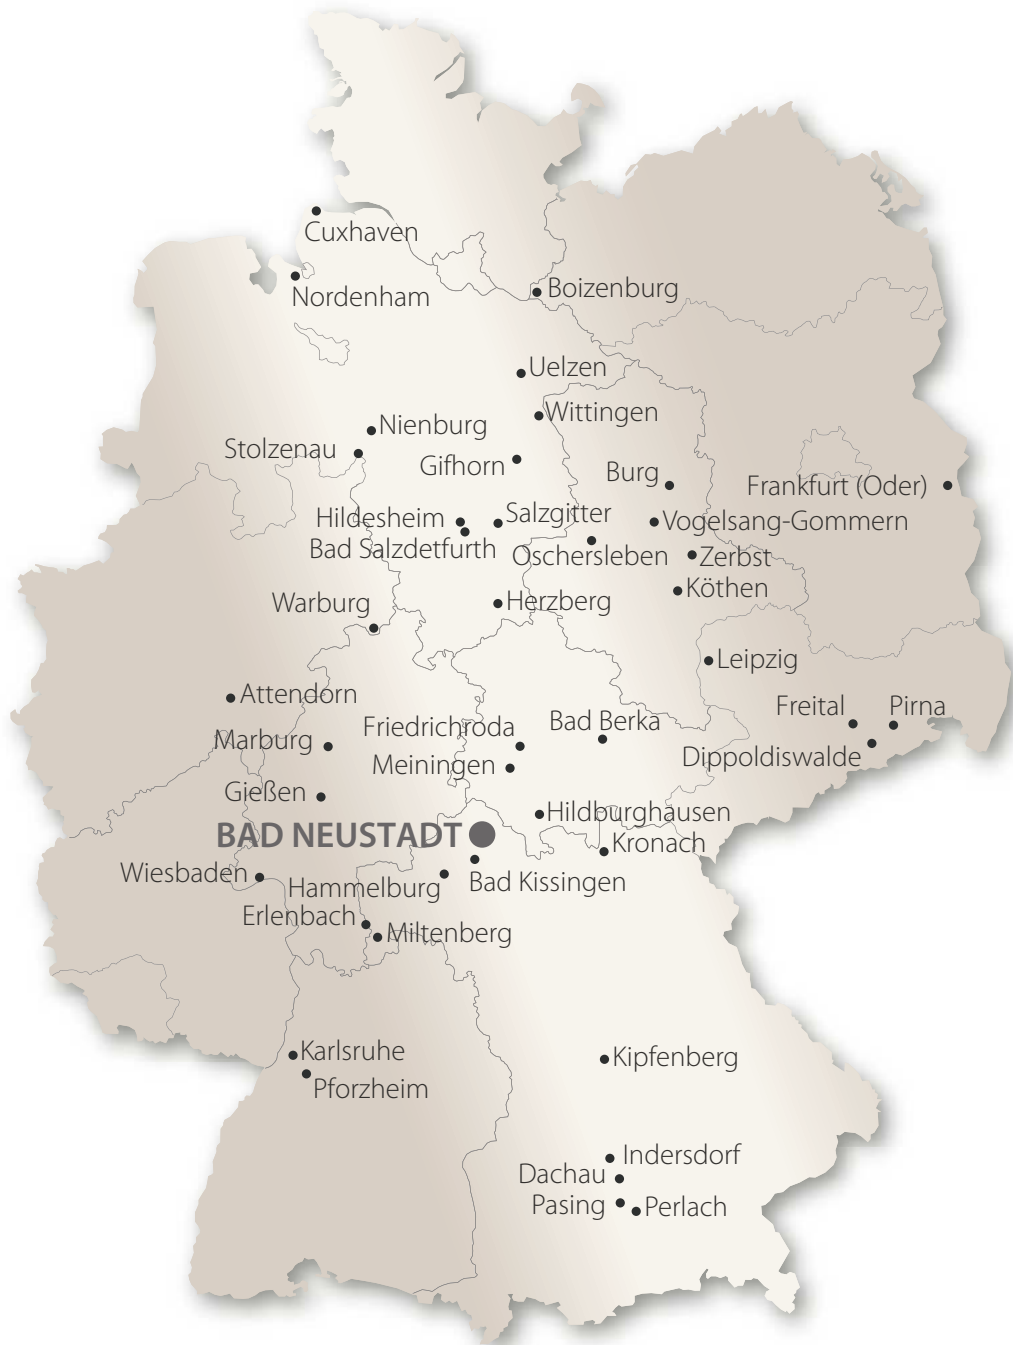 Cuxhaven
Nordenham
Boizenburg
Uelzen
Wittingen
Nienburg
Stolzenau
Gifhorn
Burg
Frankfurt (Oder)
Hildesheim
Salzgitter
Vogelsang-Gommern
Bad Salzdetfurth
Oschersleben
Zerbst
Köthen
Warburg
Herzberg
Leipzig
Attendorn
Freital
Pirna
Marburg
Friedrichroda
Bad Berka
Meiningen
Dippoldiswalde
Gießen
Hildburghausen
BAD NEUSTADT
Kronach
Wiesbaden
Hammelburg
Bad Kissingen
Erlenbach
Miltenberg
Karlsruhe
Kipfenberg
Pforzheim
Indersdorf
Dachau
Pasing
Perlach